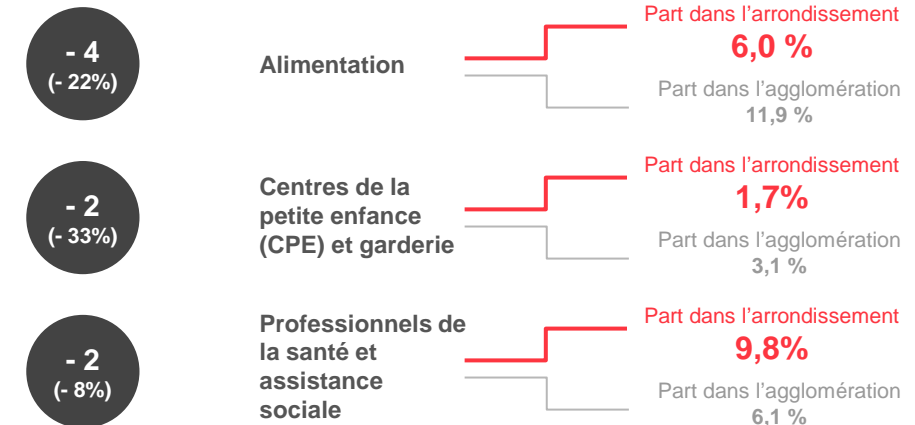 - 4
(- 22%)
Alimentation
Part dans l'arrondissement
6,0 %
Part dans l'agglomération
11,9 %
- 2
(- 33%)
Centres de la
petite enfance
(CPE) et garderie
Part dans l'arrondissement
1,7%
Part dans l'agglomération
3,1 %
- 2
(- 8%)
Professionnels de
la santé et
assistance
sociale
Part dans l'arrondissement
9,8%
Part dans l'agglomération
6,1 %